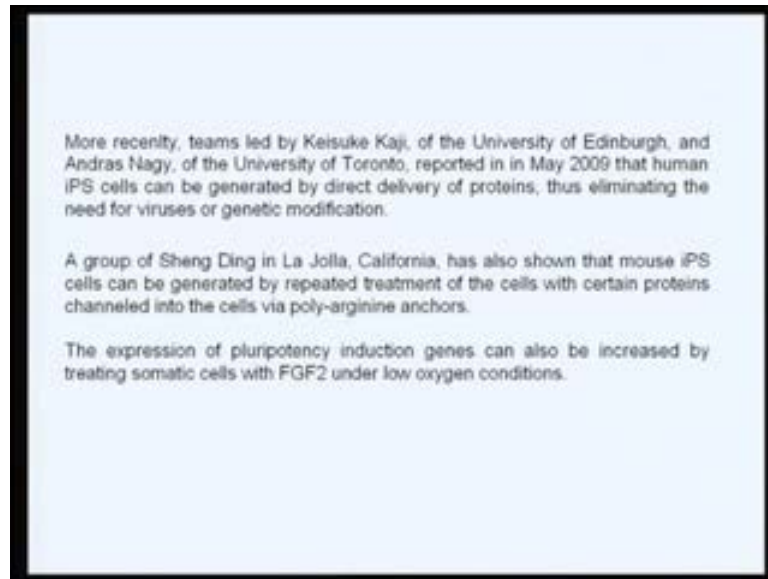 More recenlty, teams led by Keisuke Kaji, of the University of Edinburgh, and
Andras Nagy, of the University of Toronto, reported in in May 2009 that human
iPS cells can be generated by direct delivery of proteins, thus eliminating the
need for viruses or genetic modification.
A group of Sheng Ding in La Jolla, California, has also shown that mouse iPS
cells can be generated by repeated treatment of the cells with certain proteins
channeled into the cells via poly-arginine anchors.
The expression of pluripotency induction genes can also be increased by
treating somatic cells with FGF2 under low oxygen conditions.